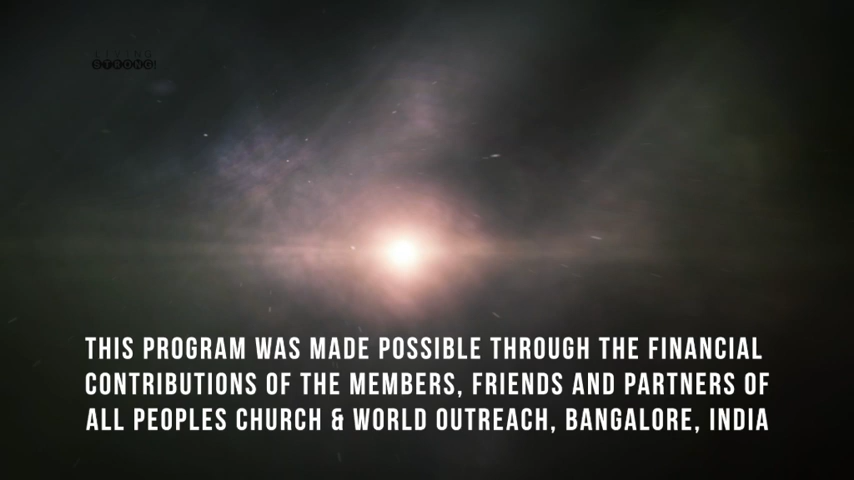 LIVING
STRONG!
THIS PROGRAM WAS MADE POSSIBLE THROUGH THE FINANCIAL
CONTRIBUTIONS OF THE MEMBERS, FRIENDS AND PARTNERS OF
ALL PEOPLES CHURCH & WORLD OUTREACH, BANGALORE, INDIA